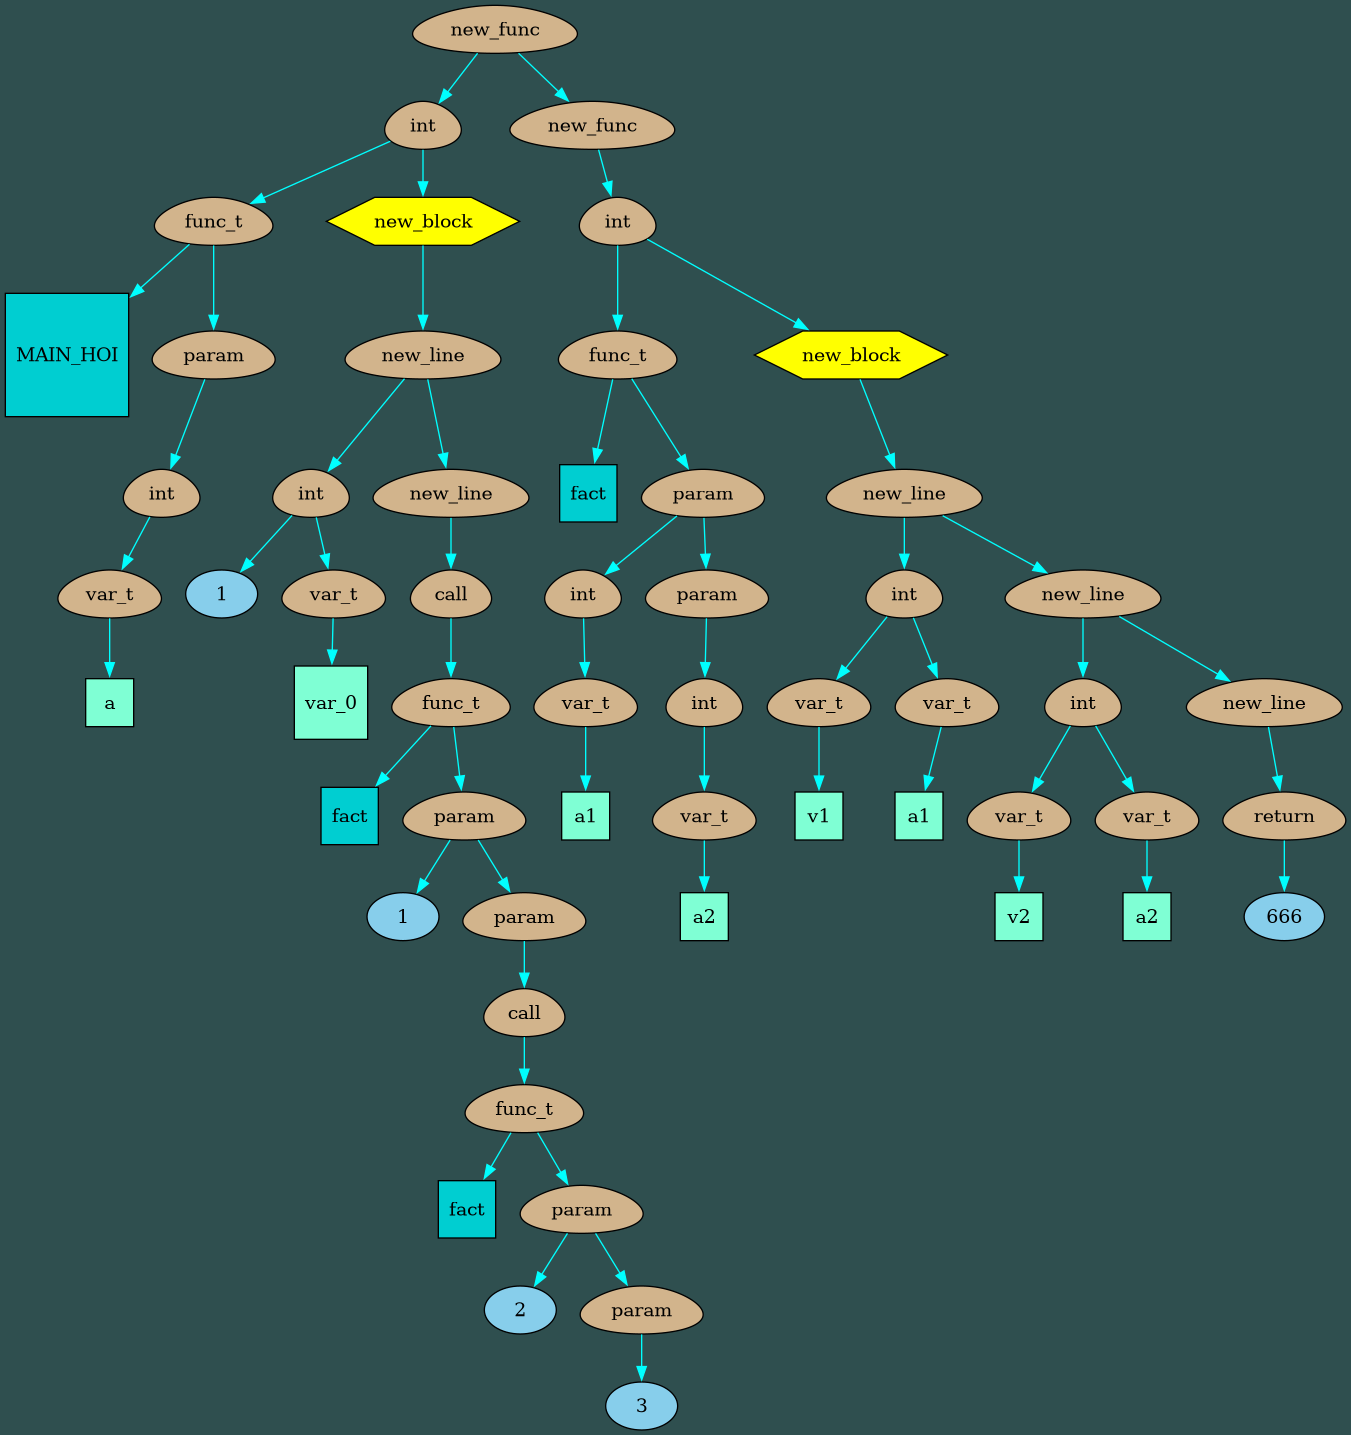 new_func
int
new_func
func_t
new_block
int
MAIN_HOI
param
new_line
func_t
new_block
int
int
new_line
fact
param
new_line
var_t
1
var_t
call
int
param
int
new_line
a
var_0
func_t
var_t
int
var_t
var_t
int
new_line
fact
param
a1
var_t
v1
a1
var_t
var_t
return
1
param
a2
v2
a2
666
call
func_t
fact
param
2
param
3